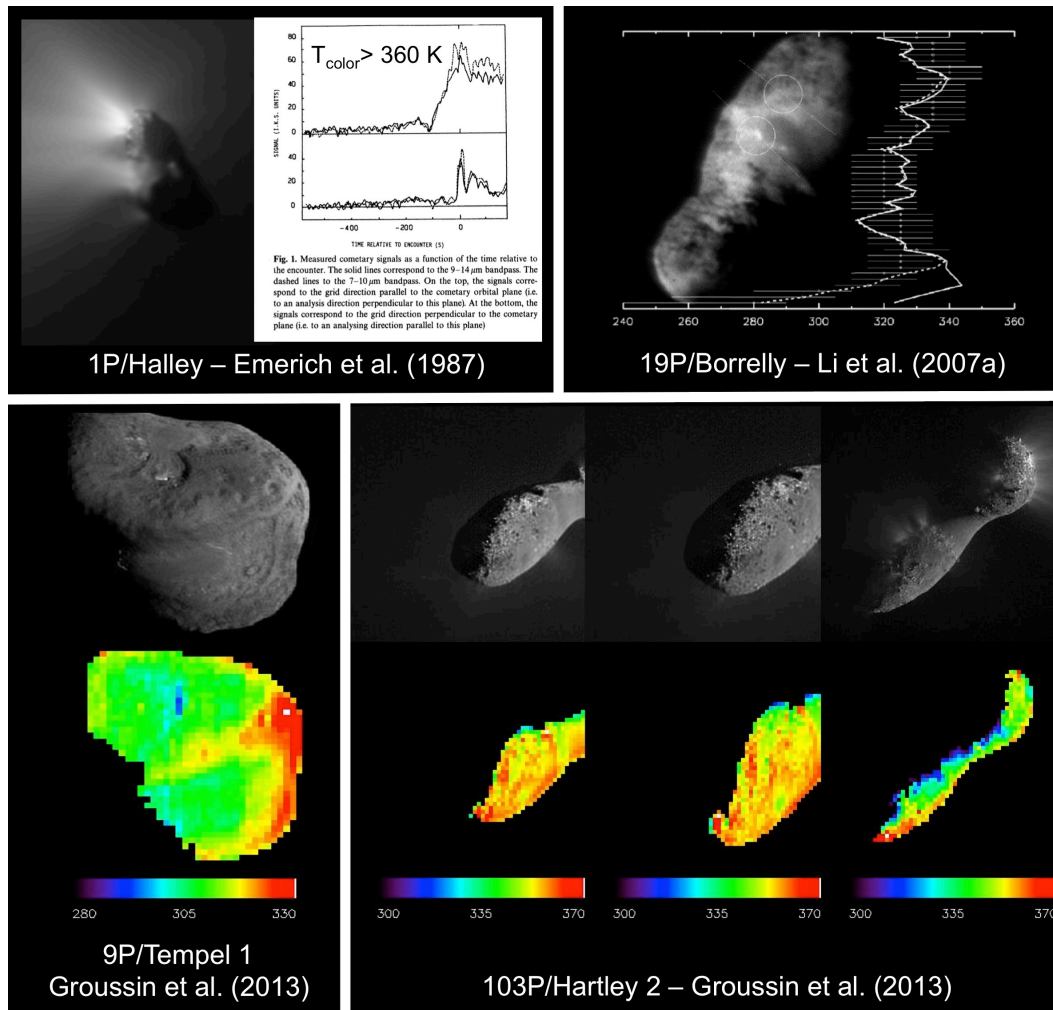 T_color> 360 K
80
60
40
20
0
40
20
0
SIGNAL (I.K.S. UNITS)
-400
-200
0
TIME RELATIVE TO ENCOUNTER (S)
Fig. 1. Measured cometary signals as a function of the time relative to
the encounter. The solid lines correspond to the 9–14 μm bandpass. The
dashed lines to the 7–10 μm bandpass. On the top, the signals corre-
spond to the grid direction parallel to the cometary orbital plane (i.e.
to an analysis direction perpendicular to this plane). At the bottom, the
signals correspond to the grid direction perpendicular to the cometary
plane (i.e. to an analysing direction parallel to this plane)
1P/Halley – Emerich et al. (1987)
240 260 280 300 320 340 360
19P/Borrelly – Li et al. (2007a)
280 305 330
9P/Tempel 1
Groussin et al. (2013)
300 335 370
300 335 370
300 335 370
103P/Hartley 2 – Groussin et al. (2013)